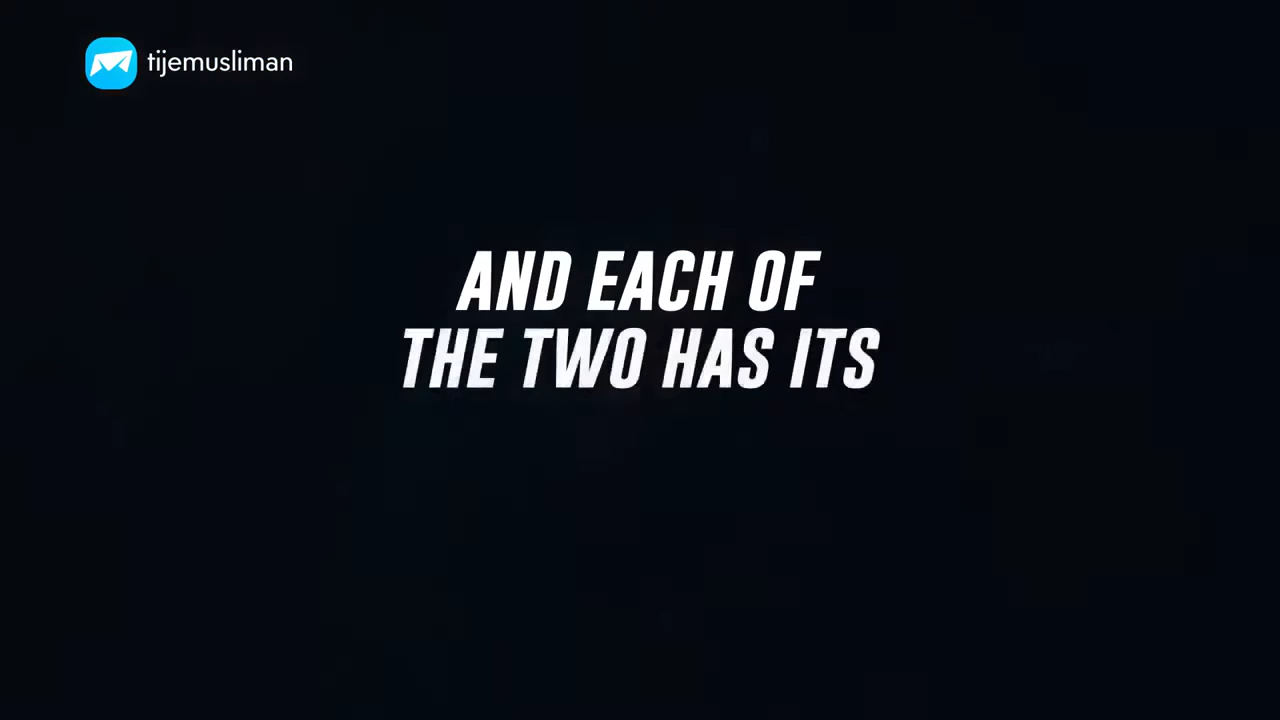 tijemusliman
AND EACH OF
THE TWO HAS ITS